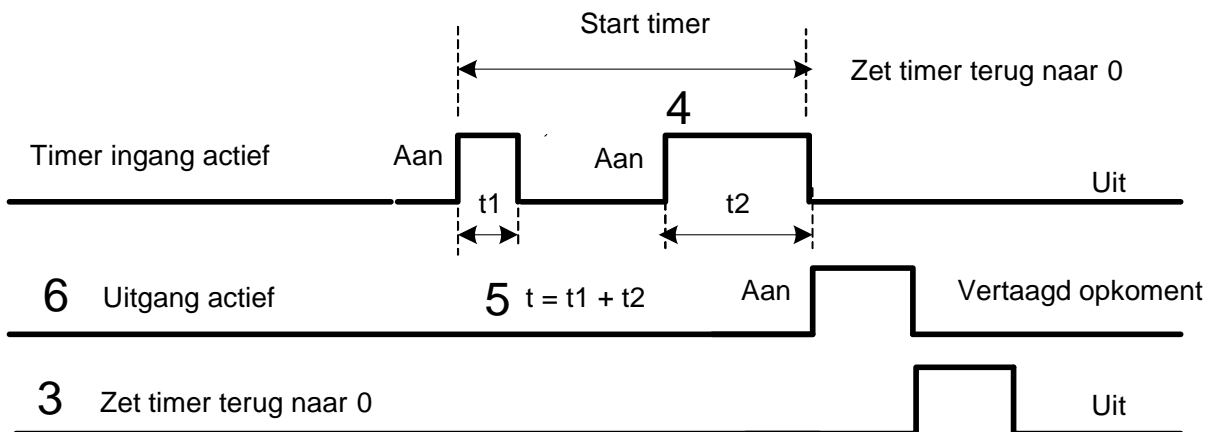 Start timer
Zet timer terug naar 0
4
Timer ingang actief
Aan
Aan
Uit
t1
t2
6 Uitgang actief
5 t = t1 + t2
Aan
Vertaagd opkoment
3 Zet timer terug naar 0
Uit